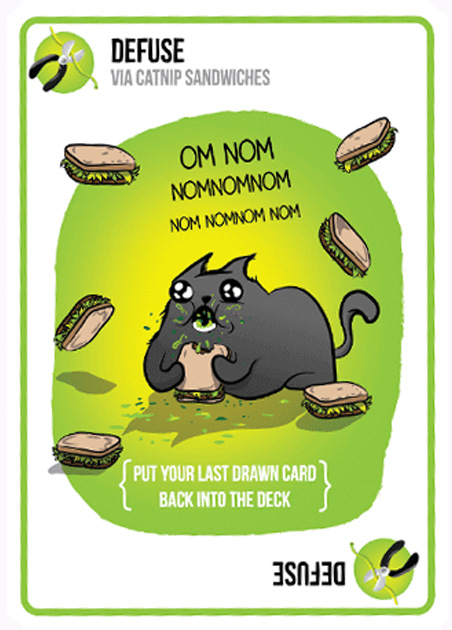 DEFUSE
VIA CATNIP SANDWICHES
OM NOM
NOMNOMNOM
NOM NOMNOM NOM
PUT YOUR LAST DRAWN CARD
BACK INTO THE DECK
DEFUSE